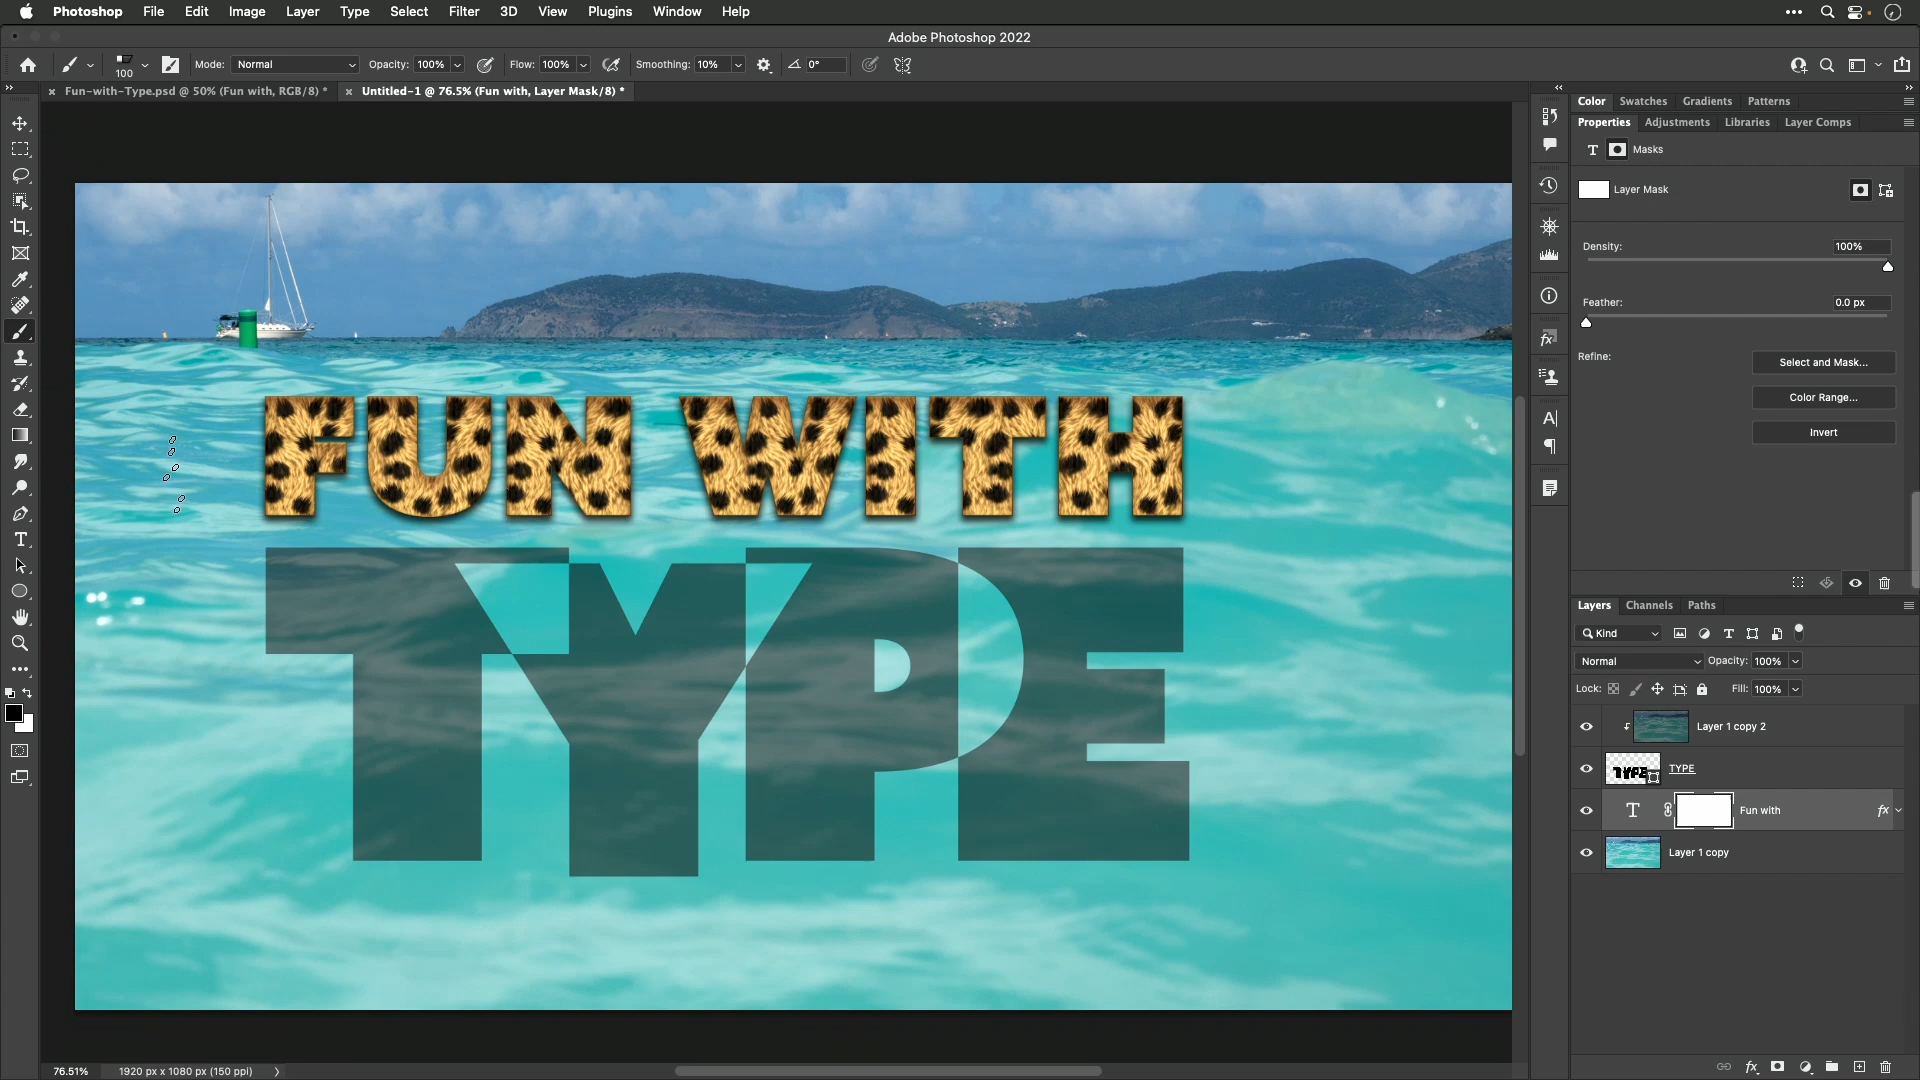 Photoshop File Edit Image Layer Type Select Filter 3D View Plugins Window Help
Adobe Photoshop 2022
100 Mode: Normal Opacity: 100% Flow: 100% Smoothing: 10% 0°
Fun-with-Type.psd @ 50% (Fun with, RGB/8) *
Untitled-1 @ 76.5% (Fun with, Layer Mask/8) *
Color Swatches Gradients Patterns
Properties Adjustments Libraries Layer Comps
Masks
Layer Mask
Density: 100%
Feather: 0.0 px
Refine:
Select and Mask...
Color Range...
Invert
FUN WITH
TYPE
Layers Channels Paths
Kind
Normal Opacity: 100%
Lock: Fill: 100%
Layer 1 copy 2
TYPE TYPE
T Fun with fx
Layer 1 copy
76.51% 1920 px x 1080 px (150 ppi)